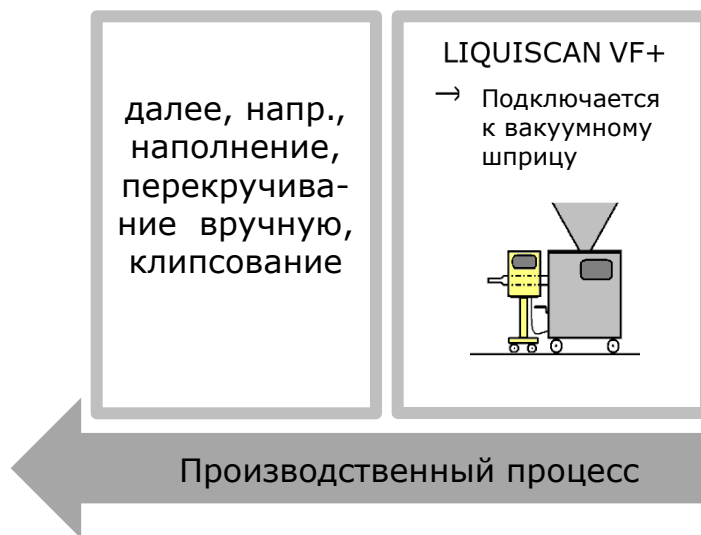 далее, напр.,
наполнение,
перекручива-
ние вручную,
клипсование
LIQUISCAN VF+
→ Подключается
к вакуумному
шприцу
Производственный процесс